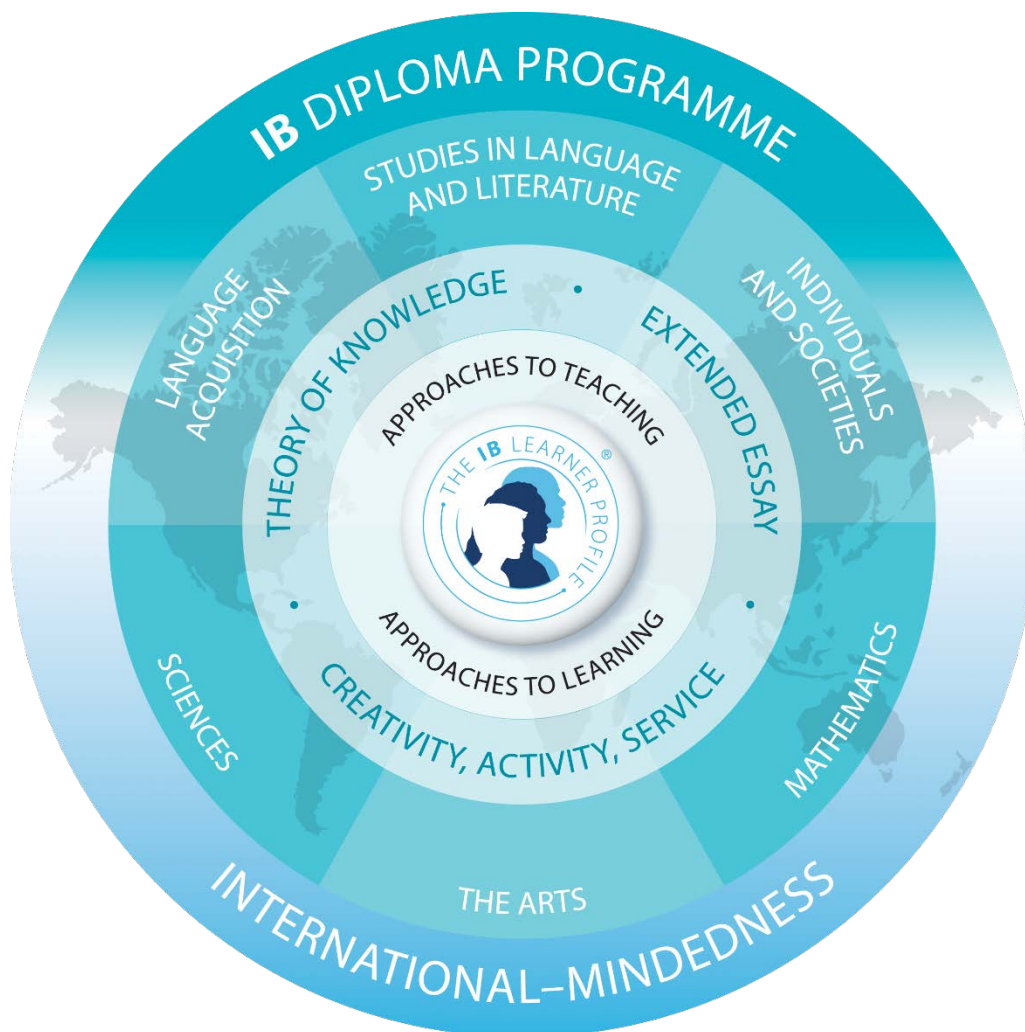 IB DIPLOMA PROGRAMME
STUDIES IN LANGUAGE
AND LITERATURE
LANGUAGE
ACQUISITION
INDIVIDUALS
AND SOCIETIES
THEORY OF KNOWLEDGE
EXTENDED ESSAY
APPROACHES TO TEACHING
THE IB LEARNER PROFILE
®
APPROACHES TO LEARNING
CREATIVITY, ACTIVITY, SERVICE
SCIENCES
MATHEMATICS
THE ARTS
INTERNATIONAL–MINDEDNESS